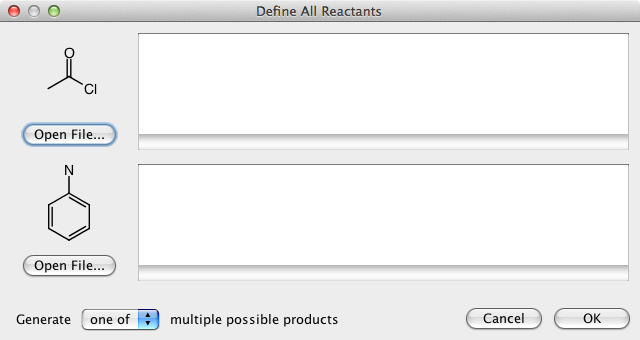 Define All Reactants
O
Cl
Open File...
N
Open File...
Generate one of multiple possible products
Cancel
OK